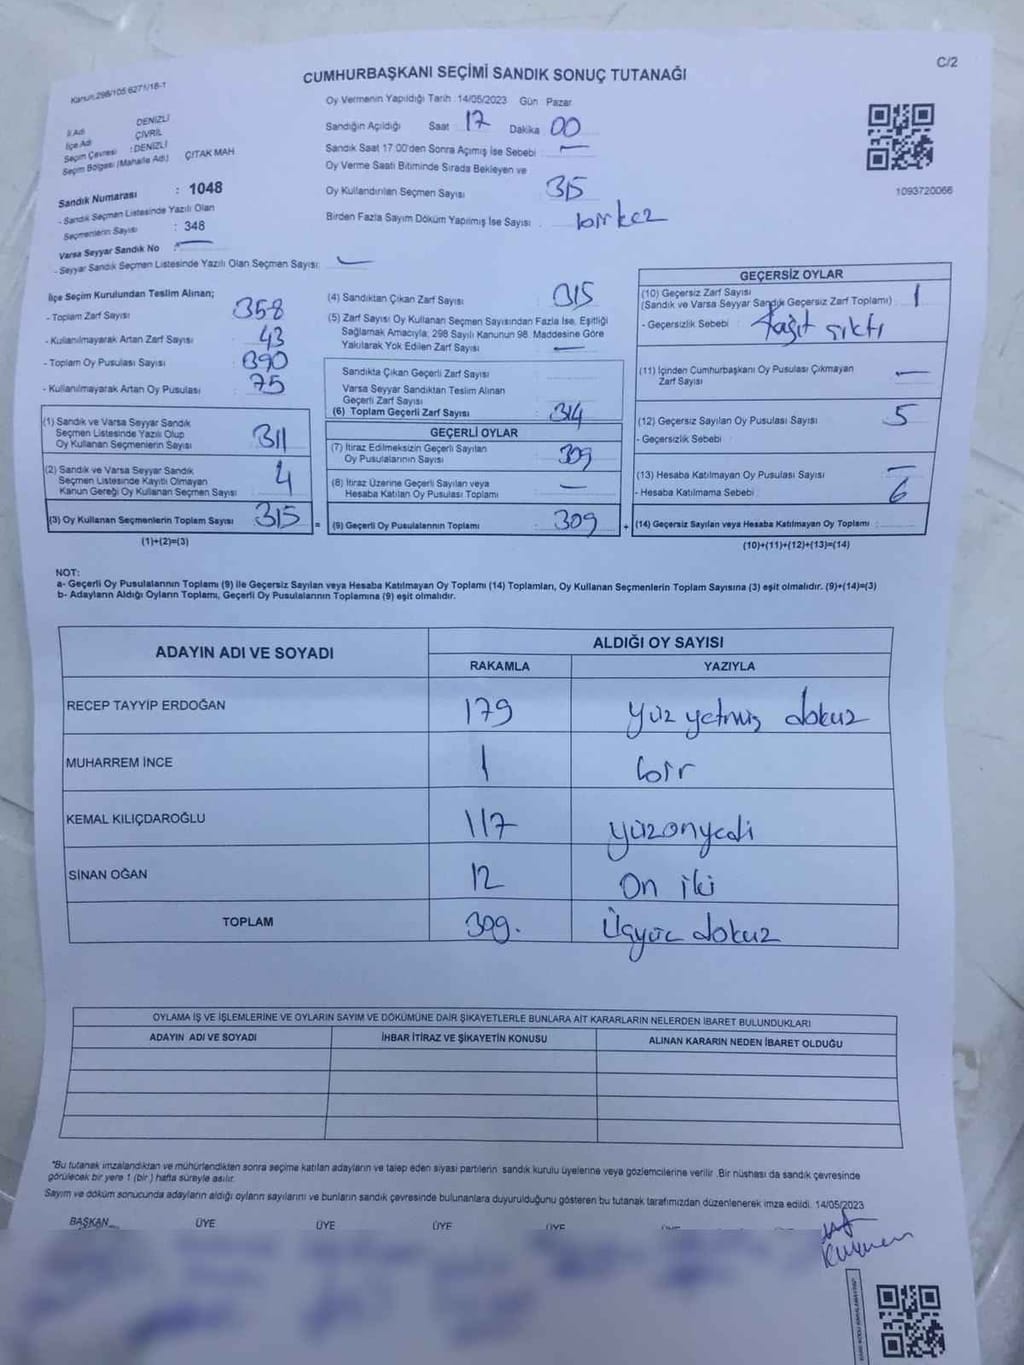 C/2
Kanun:298/105 6271/18-1
CUMHURBAŞKANI SEÇİMİ SANDIK SONUÇ TUTANAĞI
İl Adı DENİZLİ
İlçe Adı ÇİVRİL
Seçim Çevresi : DENİZLİ
Seçim Bölgesi (Mahalle Adı) ÇITAK MAH
Sandık Numarası : 1048
- Sandık Seçmen Listesinde Yazılı Olan
Seçmenlerin Sayısı : 348
Varsa Seyyar Sandık No :
- Seyyar Sandık Seçmen Listesinde Yazılı Olan Seçmen Sayısı:
Oy Vermenin Yapıldığı Tarih :14/05/2023 Gün : Pazar
Sandığın Açıldığı Saat 17 Dakika 00
Sandık Saat 17:00'den Sonra Açımış İse Sebebi : —
Oy Verme Saati Bitiminde Sırada Bekleyen ve
Oy Kullandırılan Seçmen Sayısı 315
Birden Fazla Sayım Döküm Yapılmış İse Sayısı : bir kez
1093720066
İlçe Seçim Kurulundan Teslim Alınan;
- Toplam Zarf Sayısı 358
- Kullanılmayarak Artan Zarf Sayısı 43
- Toplam Oy Pusulası Sayısı 390
- Kullanılmayarak Artan Oy Pusulası 75
(1) Sandık ve Varsa Seyyar Sandık
Seçmen Listesinde Yazılı Olup
Oy Kullanan Seçmenlerin Sayısı 311
(2) Sandık ve Varsa Seyyar Sandık
Seçmen Listesinde Kayıtlı Olmayan
Kanun Gereği Oy Kullanan Seçmen Sayısı 4
(3) Oy Kullanan Seçmenlerin Toplam Sayısı 315 =
(1)+(2)=(3)
(4) Sandıktan Çıkan Zarf Sayısı 315
(5) Zarf Sayısı Oy Kullanan Seçmen Sayısından Fazla İse, Eşitliği
Sağlamak Amacıyla; 298 Sayılı Kanunun 98. Maddesine Göre
Yakılarak Yok Edilen Zarf Sayısı : —
Sandıkta Çıkan Geçerli Zarf Sayısı
Varsa Seyyar Sandıktan Teslim Alınan
Geçerli Zarf Sayısı
(6) Toplam Geçerli Zarf Sayısı : 314
GEÇERLİ OYLAR
(7) İtiraz Edilmeksizin Geçerli Sayılan
Oy Pusulalarının Sayısı : 309
(8) İtiraz Üzerine Geçerli Sayılan veya
Hesaba Katılan Oy Pusulası Toplamı : —
(9) Geçerli Oy Pusulalarının Toplamı : 309 +
GEÇERSİZ OYLAR
(10) Geçersiz Zarf Sayısı
(Sandık ve Varsa Seyyar Sandık Geçersiz Zarf Toplamı) 1
- Geçersizlik Sebebi : Kağıt çıktı
(11) İçinden Cumhurbaşkanı Oy Pusulası Çıkmayan
Zarf Sayısı —
(12) Geçersiz Sayılan Oy Pusulası Sayısı 5
- Geçersizlik Sebebi :
(13) Hesaba Katılmayan Oy Pusulası Sayısı —
- Hesaba Katılmama Sebebi : 6
(14) Geçersiz Sayılan veya Hesaba Katılmayan Oy Toplamı :
(10)+(11)+(12)+(13)=(14)
NOT:
a- Geçerli Oy Pusulalarının Toplamı (9) ile Geçersiz Sayılan veya Hesaba Katılmayan Oy Toplamı (14) Toplamları, Oy Kullanan Seçmenlerin Toplam Sayısına (3) eşit olmalıdır. (9)+(14)=(3)
b- Adayların Aldığı Oyların Toplamı, Geçerli Oy Pusulalarının Toplamına (9) eşit olmalıdır.
ADAYIN ADI VE SOYADI ALDIĞI OY SAYISI
RAKAMLA YAZIYLA
RECEP TAYYİP ERDOĞAN 179 yüz yetmiş dokuz
MUHARREM İNCE 1 bir
KEMAL KILIÇDAROĞLU 117 yüzonyedi
SİNAN OĞAN 12 on iki
TOPLAM 309. Üçyüz dokuz
OYLAMA İŞ VE İŞLEMLERİNE VE OYLARIN SAYIM VE DÖKÜMÜNE DAİR ŞİKAYETLERLE BUNLARA AİT KARARLARIN NELERDEN İBARET BULUNDUKLARI
ADAYIN ADI VE SOYADI İHBAR İTİRAZ VE ŞİKAYETİN KONUSU ALINAN KARARIN NEDEN İBARET OLDUĞU
*Bu tutanak imzalandıktan ve mühürlendikten sonra seçime katılan adayların ve talep eden siyasi partilerin sandık kurulu üyelerine veya gözlemcilerine verilir. Bir nüshası da sandık çevresinde
görülecek bir yere 1 (bir ) hafta süreyle asılır.
Sayım ve döküm sonucunda adayların aldığı oyların sayılarını ve bunların sandık çevresinde bulunanlara duyurulduğunu gösteren bu tutanak tarafımızdan düzenlenerek imza edildi. 14/05/2023
BAŞKAN ÜYE ÜYE ÜYE ÜYE